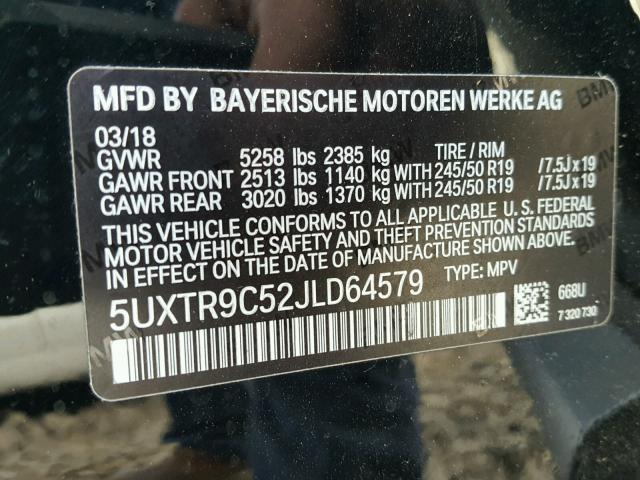 MFD BY BAYERISCHE MOTOREN WERKE AG
03/18 TIRE / RIM
GVWR 5258 lbs 2385 kg
GAWR FRONT 2513 lbs 1140 kg WITH 245/50 R19 /7.5J x 19
GAWR REAR 3020 lbs 1370 kg WITH 245/50 R19 /7.5J x 19
THIS VEHICLE CONFORMS TO ALL APPLICABLE U. S. FEDERAL
MOTOR VEHICLE SAFETY AND THEFT PREVENTION STANDARDS
IN EFFECT ON THE DATE OF MANUFACTURE SHOWN ABOVE.
5UXTR9C52JLD64579 TYPE: MPV
668U
7 320 730